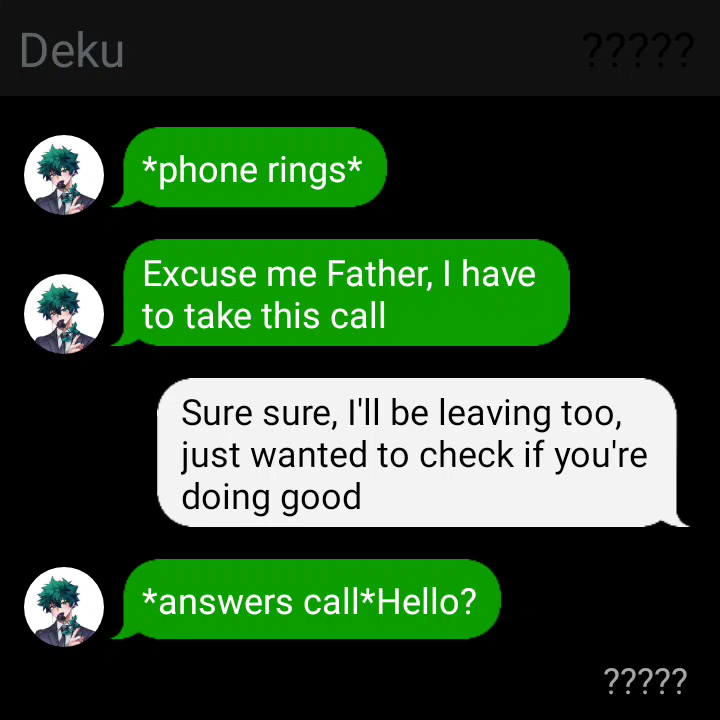 Deku ?????
*phone rings*
Excuse me Father, I have
to take this call
Sure sure, I'll be leaving too,
just wanted to check if you're
doing good
*answers call*Hello?
?????